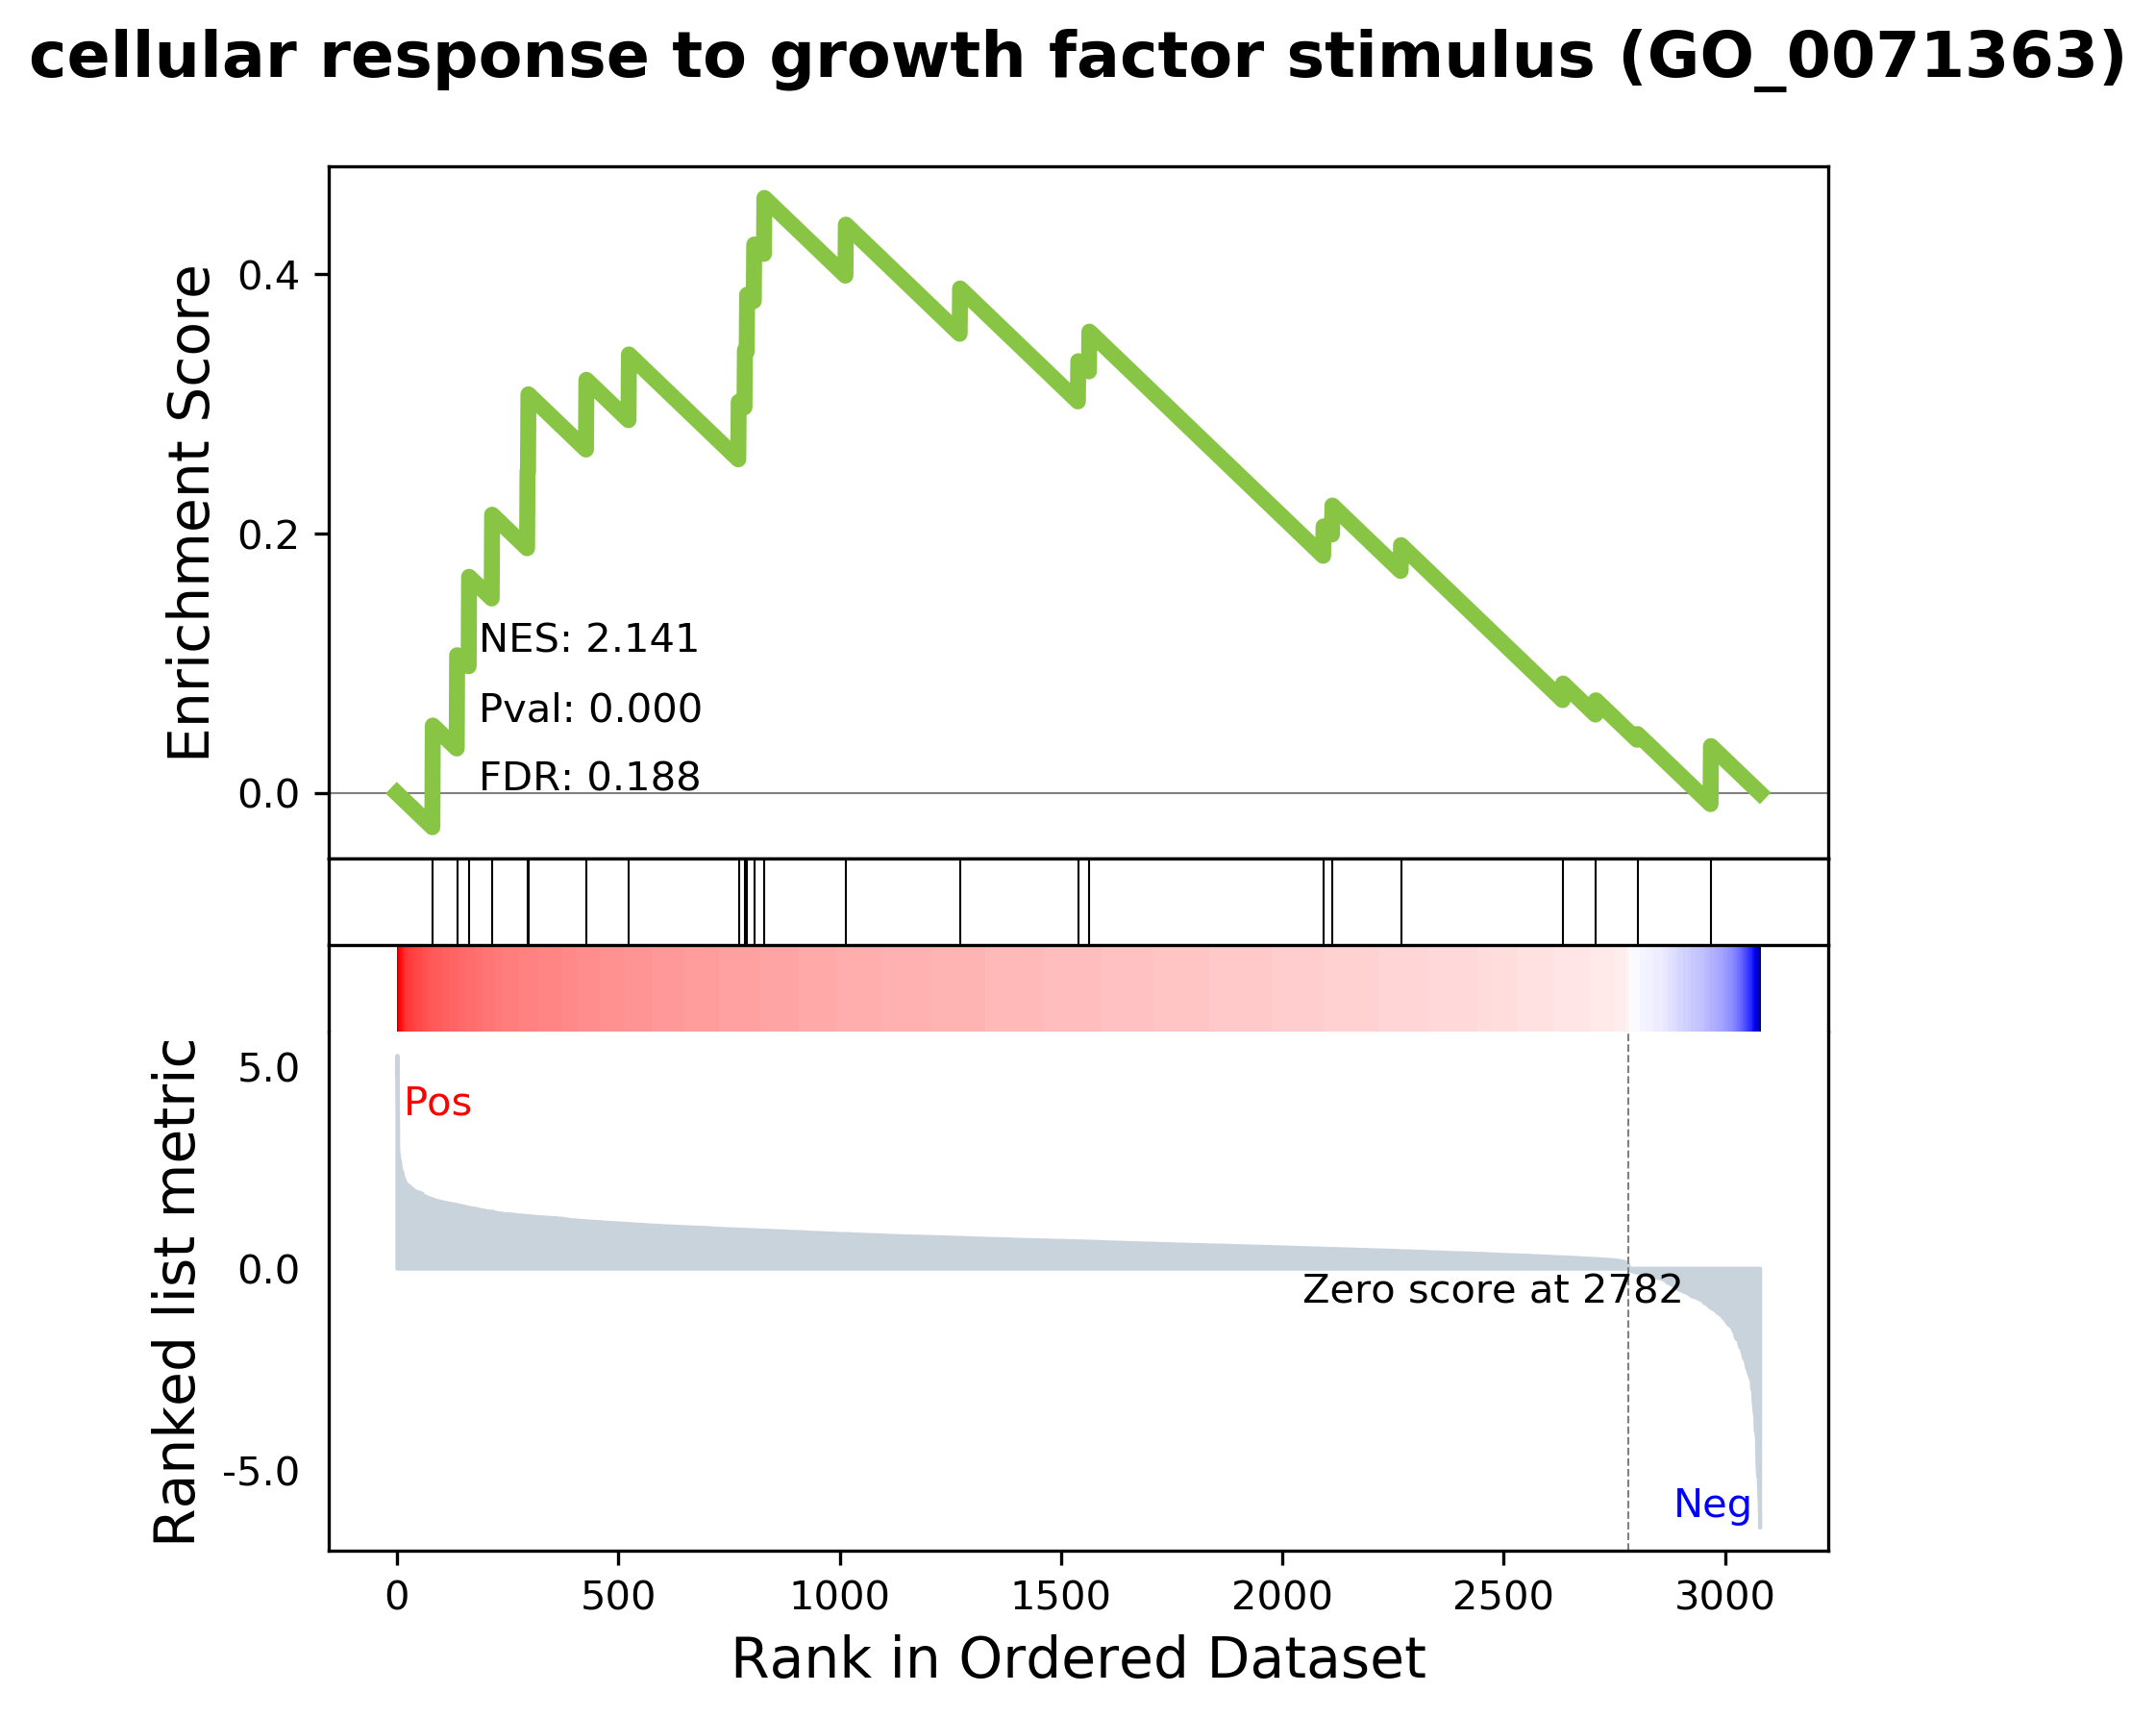 cellular response to growth factor stimulus (GO_0071363)
Enrichment Score
0.4
0.2
0.0
NES: 2.141
Pval: 0.000
FDR: 0.188
Ranked list metric
5.0
0.0
-5.0
Pos
Zero score at 2782
Neg
0 500 1000 1500 2000 2500 3000
Rank in Ordered Dataset